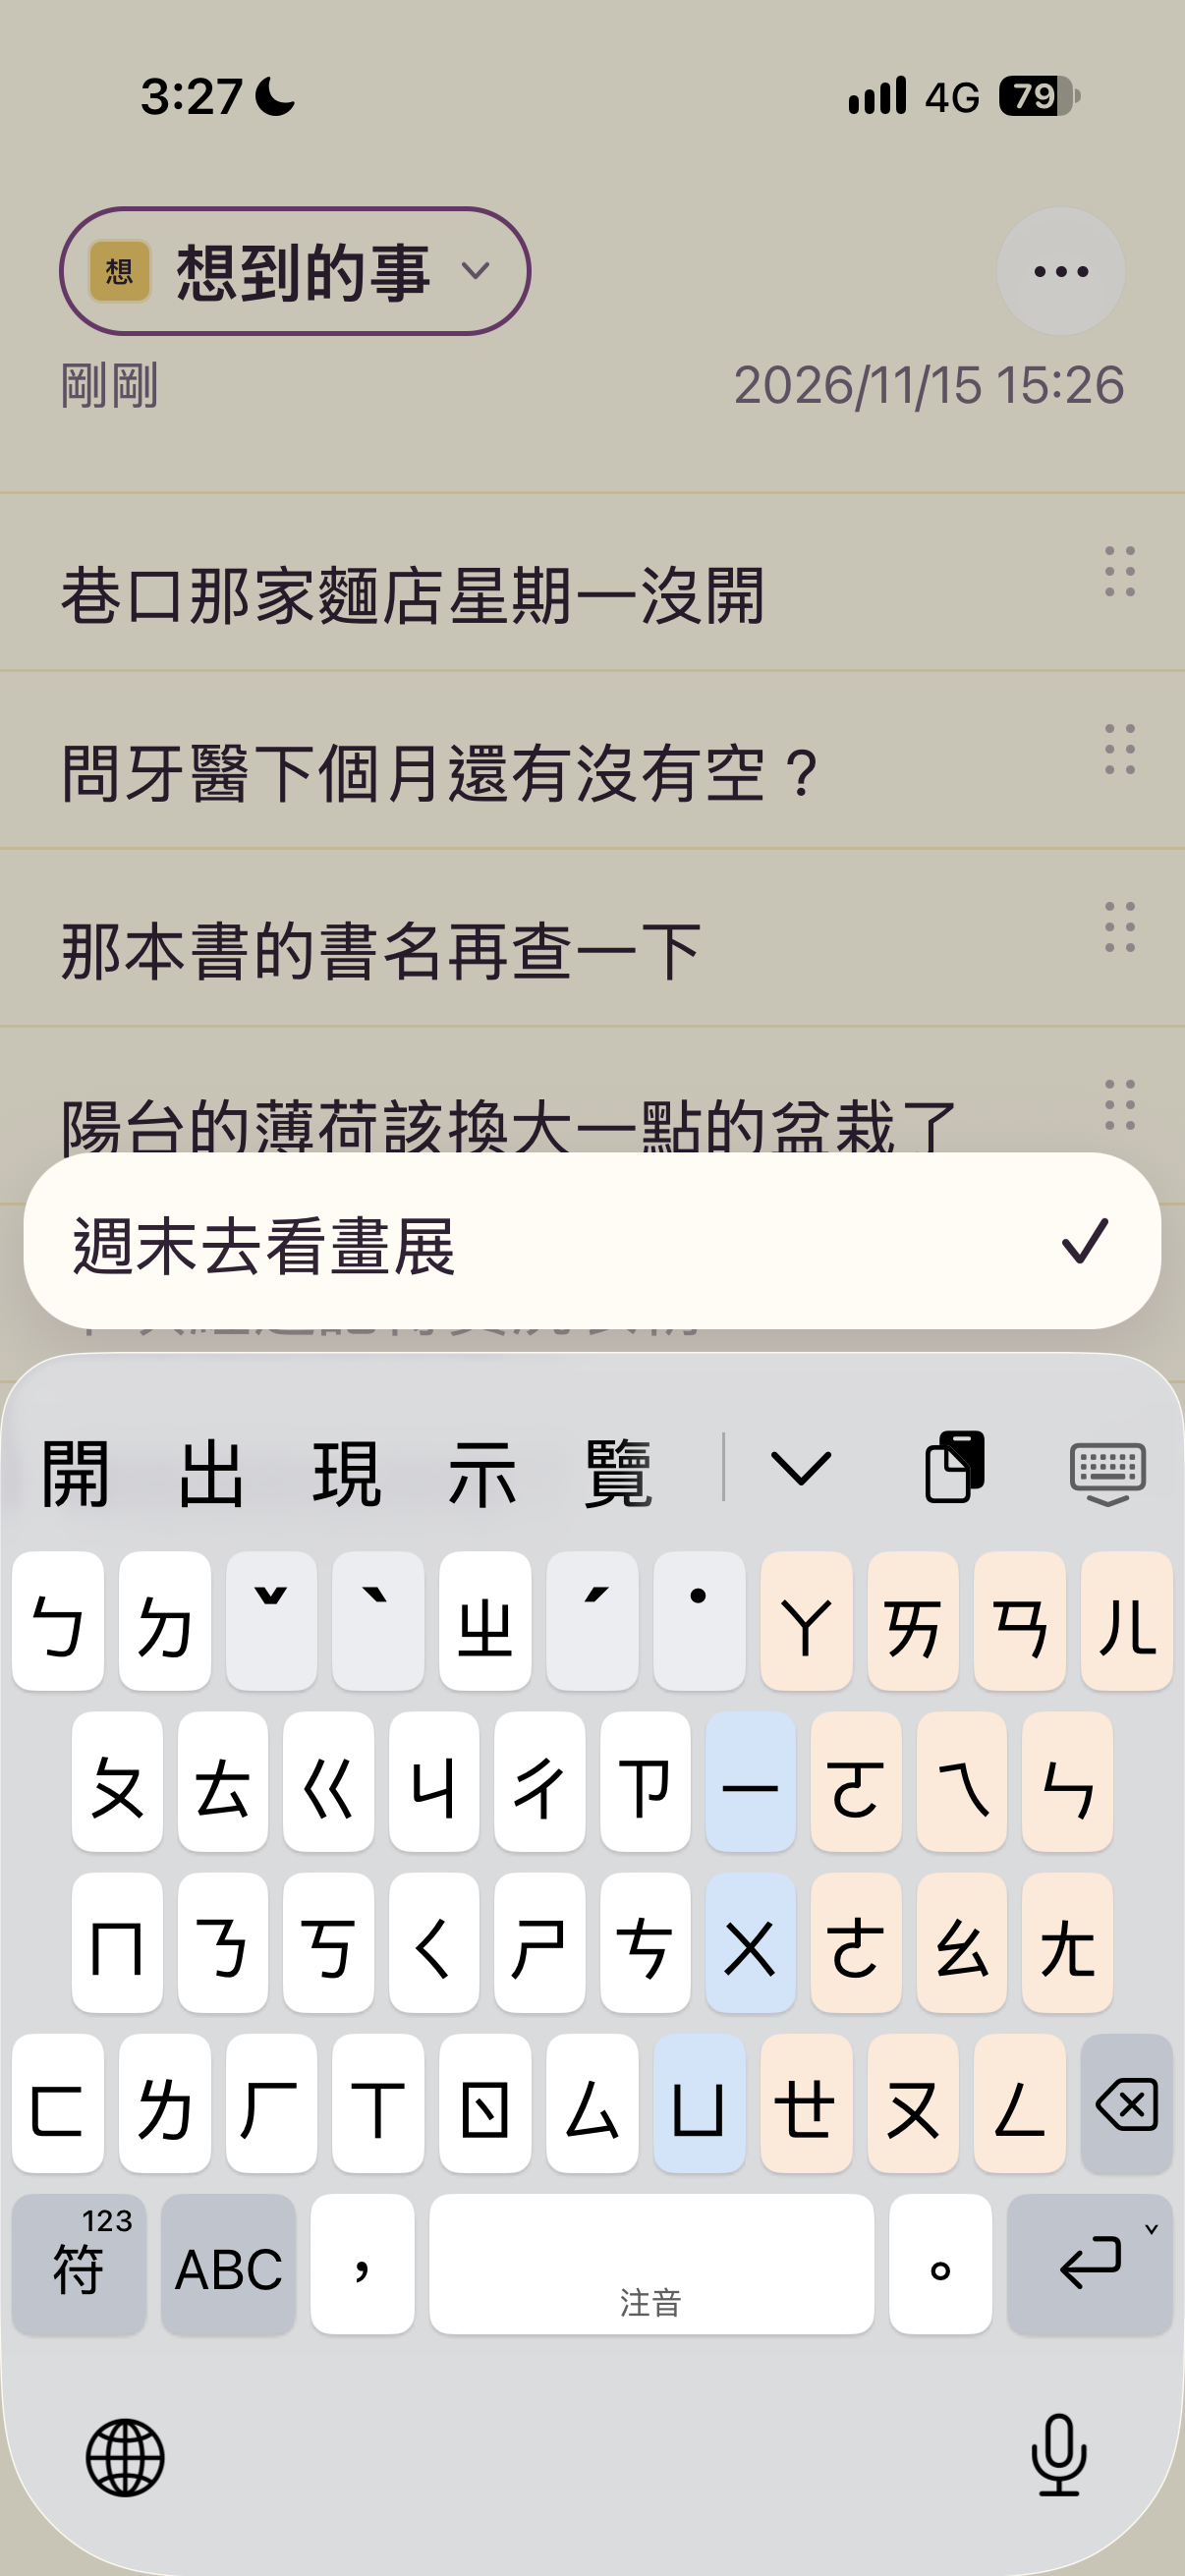 3:27
4G 79
想 想到的事
剛剛 2026/11/15 15:26
巷口那家麵店星期一沒開
問牙醫下個月還有沒有空？
那本書的書名再查一下
陽台的薄荷該換大一點的盆栽了
週末去看畫展
開 出 現 示 覽
ㄅ ㄉ ˇ ˋ ㄓ ˊ ˙ ㄚ ㄞ ㄢ ㄦ
ㄆ ㄊ ㄍ ㄐ ㄔ ㄗ ㄧ ㄛ ㄟ ㄣ
ㄇ ㄋ ㄎ ㄑ ㄕ ㄘ ㄨ ㄜ ㄠ ㄤ
ㄈ ㄌ ㄏ ㄒ ㄖ ㄙ ㄩ ㄝ ㄡ ㄥ
符 123 ABC ， 注音 。 ˇ